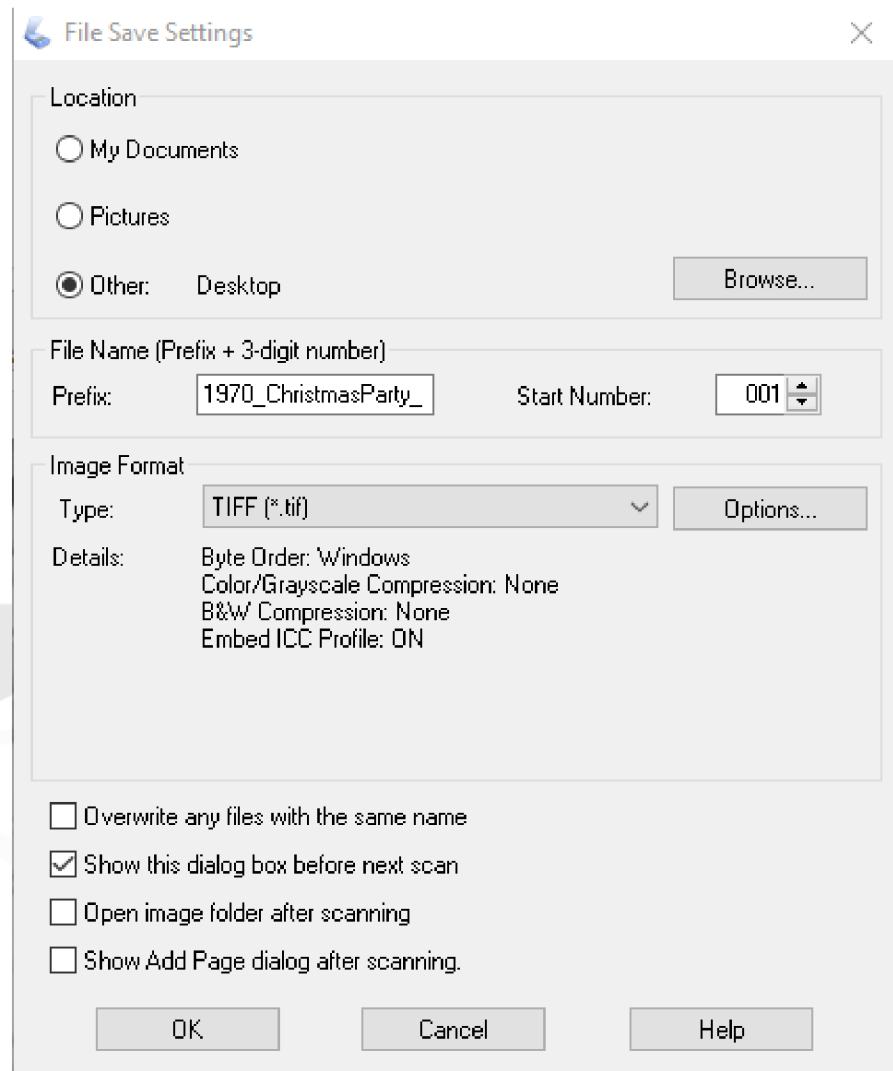 File Save Settings
Location
My Documents
Pictures
Other: Desktop Browse...
File Name (Prefix + 3-digit number)
Prefix: 1970_ChristmasParty_ Start Number: 001
Image Format
Type: TIFF (*.tif) Options...
Details: Byte Order: Windows
Color/Grayscale Compression: None
B&W Compression: None
Embed ICC Profile: ON
Overwrite any files with the same name
Show this dialog box before next scan
Open image folder after scanning
Show Add Page dialog after scanning.
OK Cancel Help